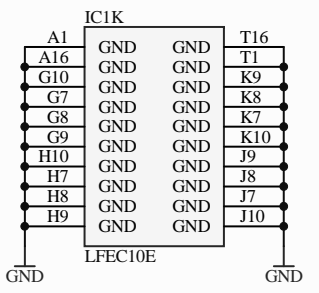 IC1K
A1 GND GND T16
A16 GND GND T1
G10 GND GND K9
G7 GND GND K8
G8 GND GND K7
G9 GND GND K10
H10 GND GND J9
H7 GND GND J8
H8 GND GND J7
H9 GND GND J10
LFEC10E
GND GND